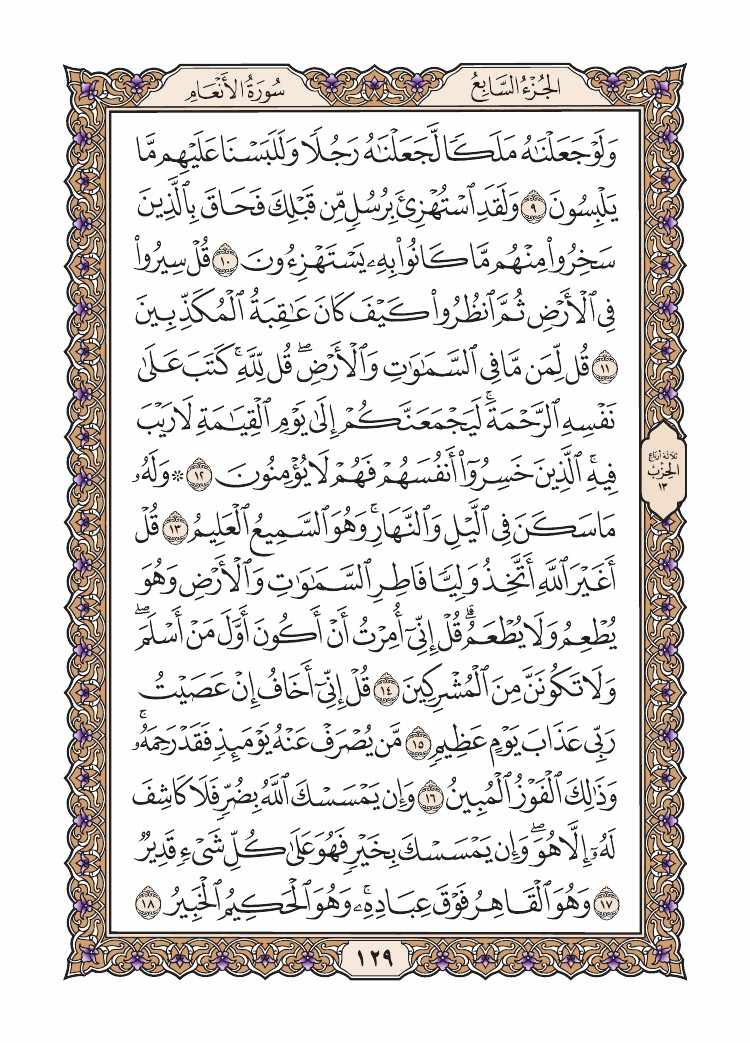 الجُزْءُ السَّابِعُ
سُورَةُ الأَنْعَامِ
وَلَوۡ جَعَلۡنَٰهُ مَلَكٗا لَّجَعَلۡنَٰهُ رَجُلٗا وَلَلَبَسۡنَا عَلَيۡهِم مَّا
يَلۡبِسُونَ ٩ وَلَقَدِ ٱسۡتُهۡزِئَ بِرُسُلٖ مِّن قَبۡلِكَ فَحَاقَ بِٱلَّذِينَ
سَخِرُواْ مِنۡهُم مَّا كَانُواْ بِهِۦ يَسۡتَهۡزِءُونَ ١٠ قُلۡ سِيرُواْ
فِي ٱلۡأَرۡضِ ثُمَّ ٱنظُرُواْ كَيۡفَ كَانَ عَٰقِبَةُ ٱلۡمُكَذِّبِينَ
١١ قُل لِّمَن مَّا فِي ٱلسَّمَٰوَٰتِ وَٱلۡأَرۡضِۖ قُل لِّلَّهِۚ كَتَبَ عَلَىٰ
نَفۡسِهِ ٱلرَّحۡمَةَۚ لَيَجۡمَعَنَّكُمۡ إِلَىٰ يَوۡمِ ٱلۡقِيَٰمَةِ لَا رَيۡبَ
فِيهِۚ ٱلَّذِينَ خَسِرُوٓاْ أَنفُسَهُمۡ فَهُمۡ لَا يُؤۡمِنُونَ ١٢ ۞ وَلَهُۥ
مَا سَكَنَ فِي ٱلَّيۡلِ وَٱلنَّهَارِۚ وَهُوَ ٱلسَّمِيعُ ٱلۡعَلِيمُ ١٣ قُلۡ
أَغَيۡرَ ٱللَّهِ أَتَّخِذُ وَلِيّٗا فَاطِرِ ٱلسَّمَٰوَٰتِ وَٱلۡأَرۡضِ وَهُوَ
يُطۡعِمُ وَلَا يُطۡعَمُۗ قُلۡ إِنِّيٓ أُمِرۡتُ أَنۡ أَكُونَ أَوَّلَ مَنۡ أَسۡلَمَۖ
وَلَا تَكُونَنَّ مِنَ ٱلۡمُشۡرِكِينَ ١٤ قُلۡ إِنِّيٓ أَخَافُ إِنۡ عَصَيۡتُ
رَبِّي عَذَابَ يَوۡمٍ عَظِيمٖ ١٥ مَّن يُصۡرَفۡ عَنۡهُ يَوۡمَئِذٖ فَقَدۡ رَحِمَهُۥۚ
وَذَٰلِكَ ٱلۡفَوۡزُ ٱلۡمُبِينُ ١٦ وَإِن يَمۡسَسۡكَ ٱللَّهُ بِضُرّٖ فَلَا كَاشِفَ
لَهُۥٓ إِلَّا هُوَۖ وَإِن يَمۡسَسۡكَ بِخَيۡرٖ فَهُوَ عَلَىٰ كُلِّ شَيۡءٖ قَدِيرٞ
١٧ وَهُوَ ٱلۡقَاهِرُ فَوۡقَ عِبَادِهِۦۚ وَهُوَ ٱلۡحَكِيمُ ٱلۡخَبِيرُ ١٨
ثلاثة أرباع
الحزب
١٣
١٢٩